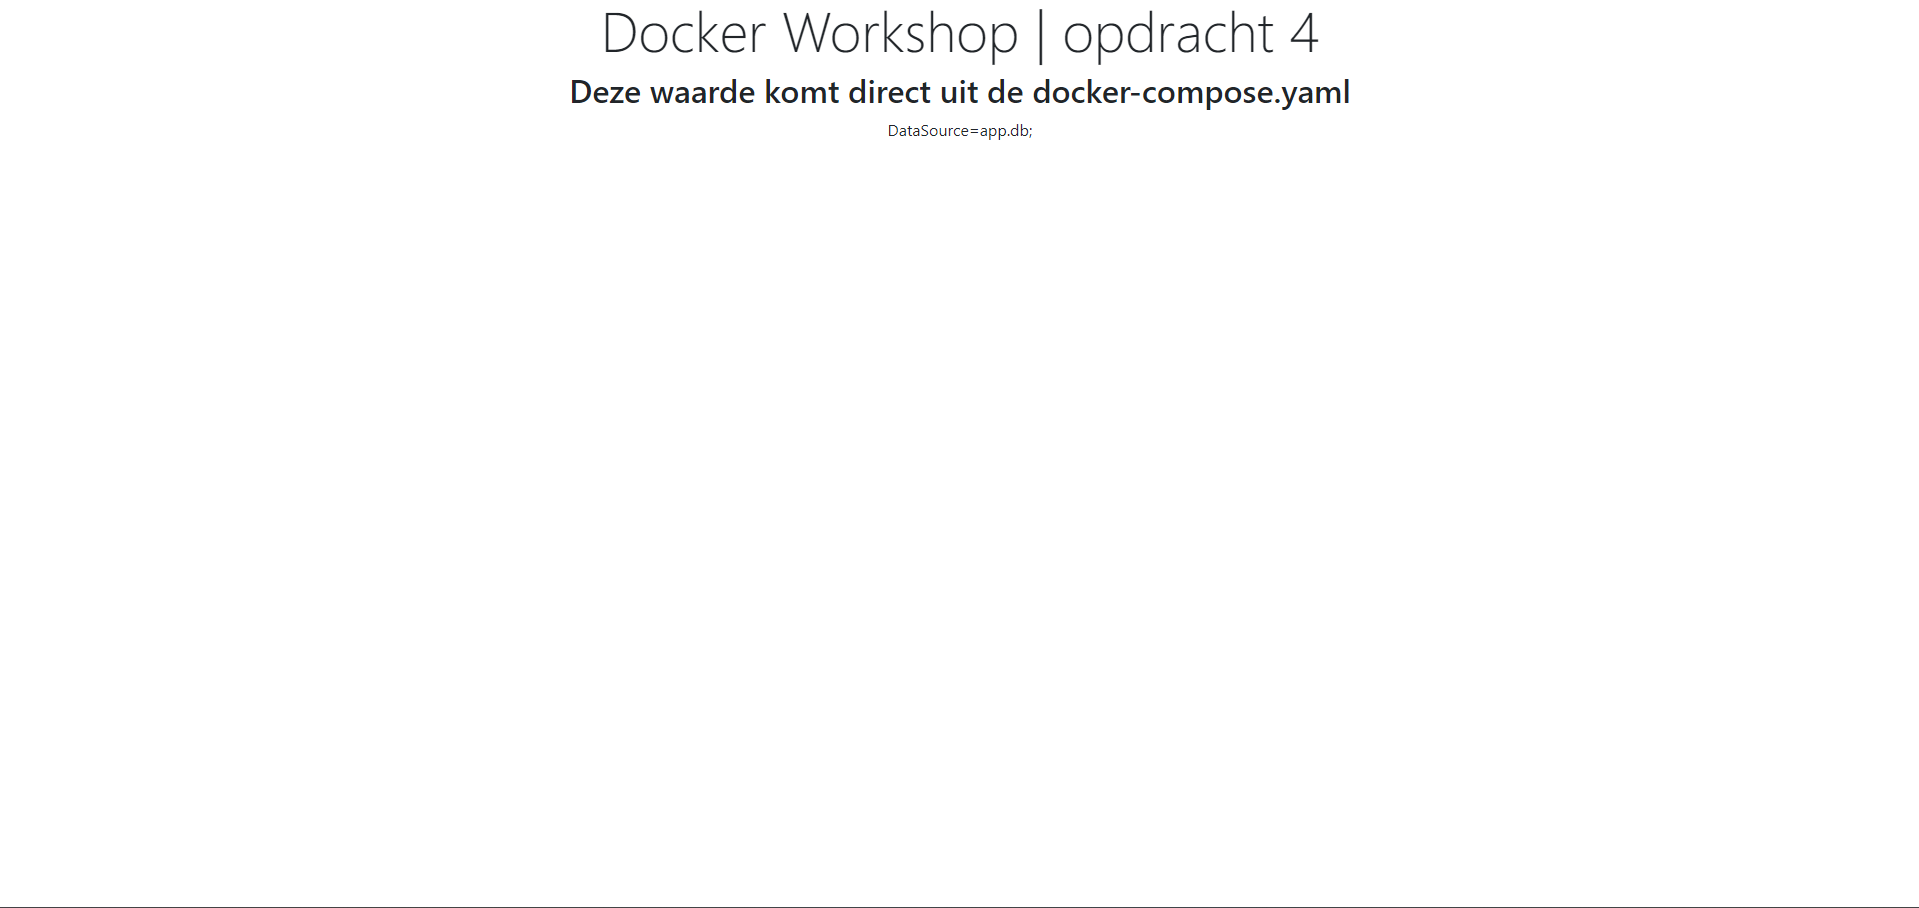 Docker Workshop | opdracht 4
Deze waarde komt direct uit de docker-compose.yaml
DataSource=app.db;